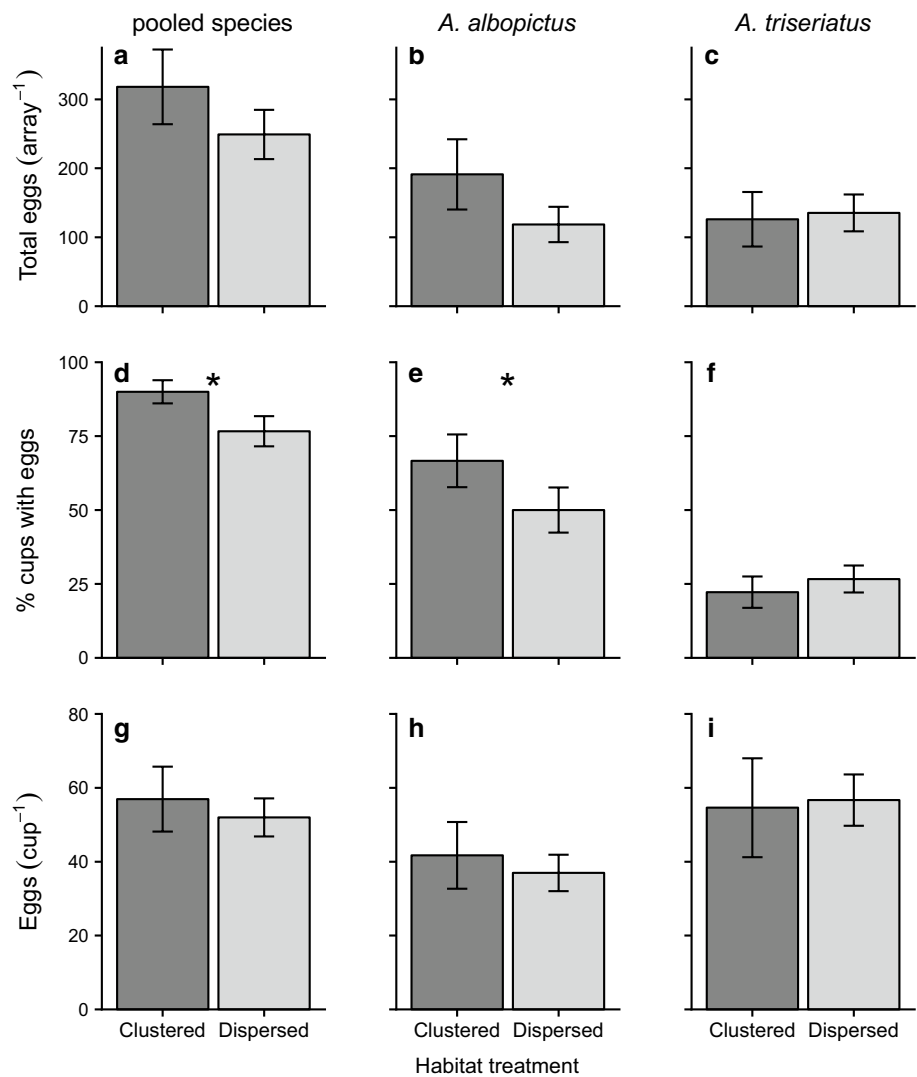 pooled species
A. albopictus
A. triseriatus
a
b
c
Total eggs (array⁻¹)
300
200
100
0
d
*
e
*
f
% cups with eggs
100
75
50
25
0
g
h
i
Eggs (cup⁻¹)
80
60
40
20
0
Clustered Dispersed
Clustered Dispersed
Clustered Dispersed
Habitat treatment